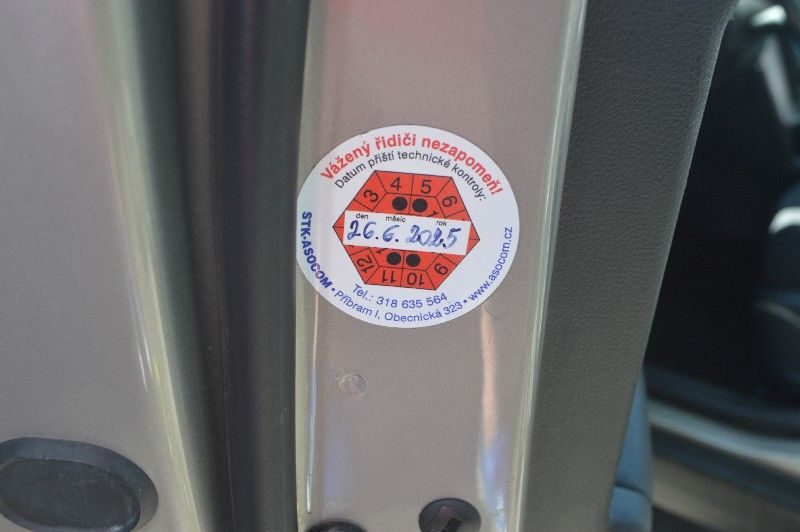 Vážený řidiči nezapomeň!
Datum příští technické kontroly:
3 4 5 6
den měsíc rok
26. 6. 2025
12 11 10 9
STK-ASOCOM • Příbram I. Obecnická 323 • www.asocom.cz
Tel.: 318 635 564